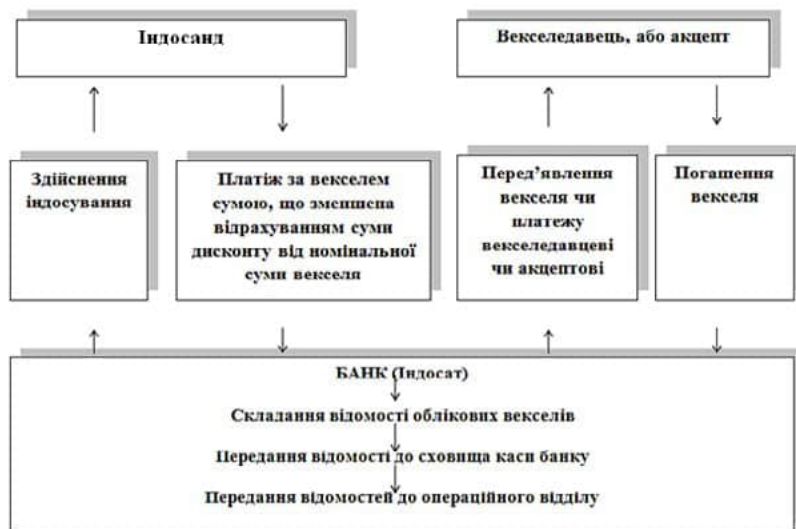 Індосанд
Векселедавець, або акцепт
Здійснення
індосування
Платіж за векселем
сумою, що зменшена
відрахуванням суми
дисконту від номінальної
суми векселя
Перед’явлення
векселя чи
платежу
векселедавцеві
чи акцептові
Погашення
векселя
БАНК (Індосат)
Складання відомості облікових векселів
Передання відомості до сховища каси банку
Передання відомостей до операційного відділу